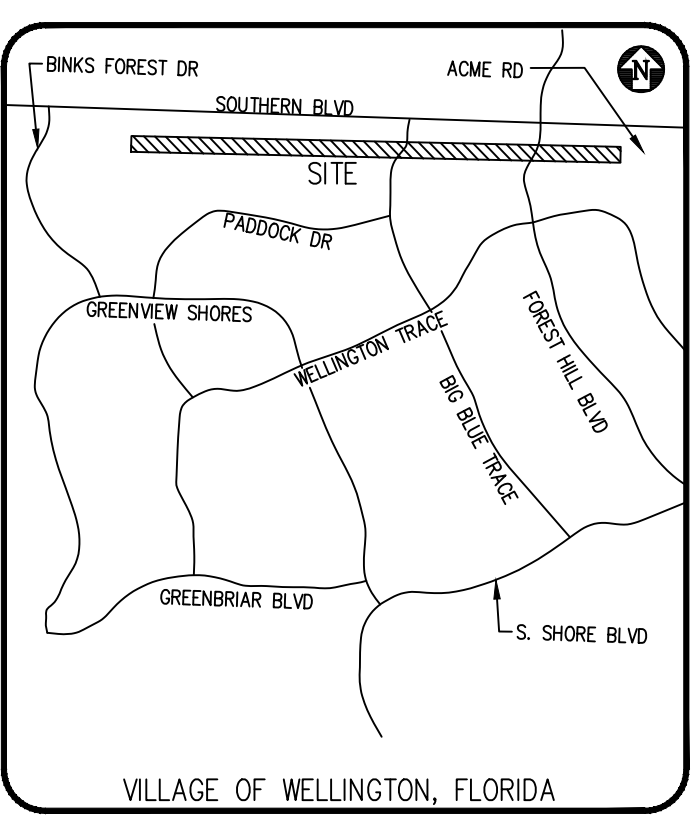 BINKS FOREST DR
ACME RD
N
SOUTHERN BLVD
SITE
PADDOCK DR
GREENVIEW SHORES
WELLINGTON TRACE
FOREST HILL BLVD
BIG BLUE TRACE
GREENBRIAR BLVD
S. SHORE BLVD
VILLAGE OF WELLINGTON, FLORIDA